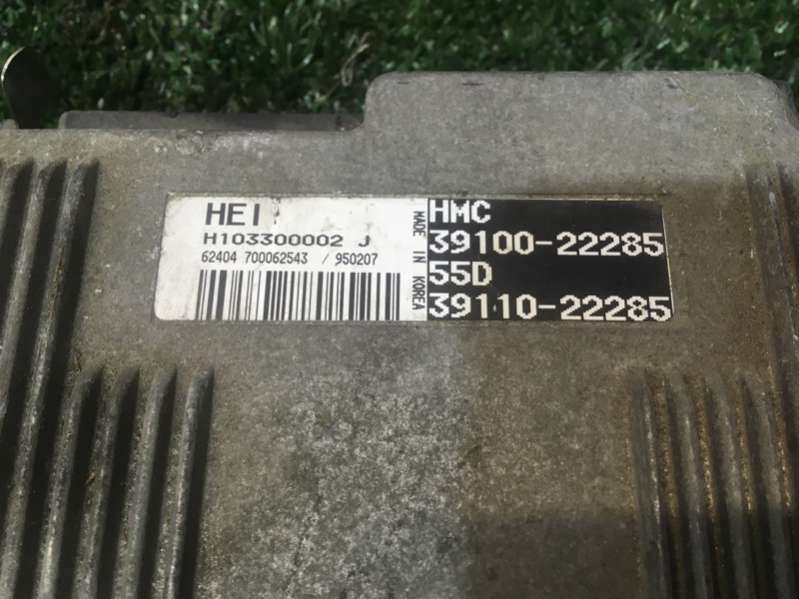 HEI
H103300002 J
62404 700062543 / 950207
MADE IN KOREA
HMC
39100-22285
55D
39110-22285